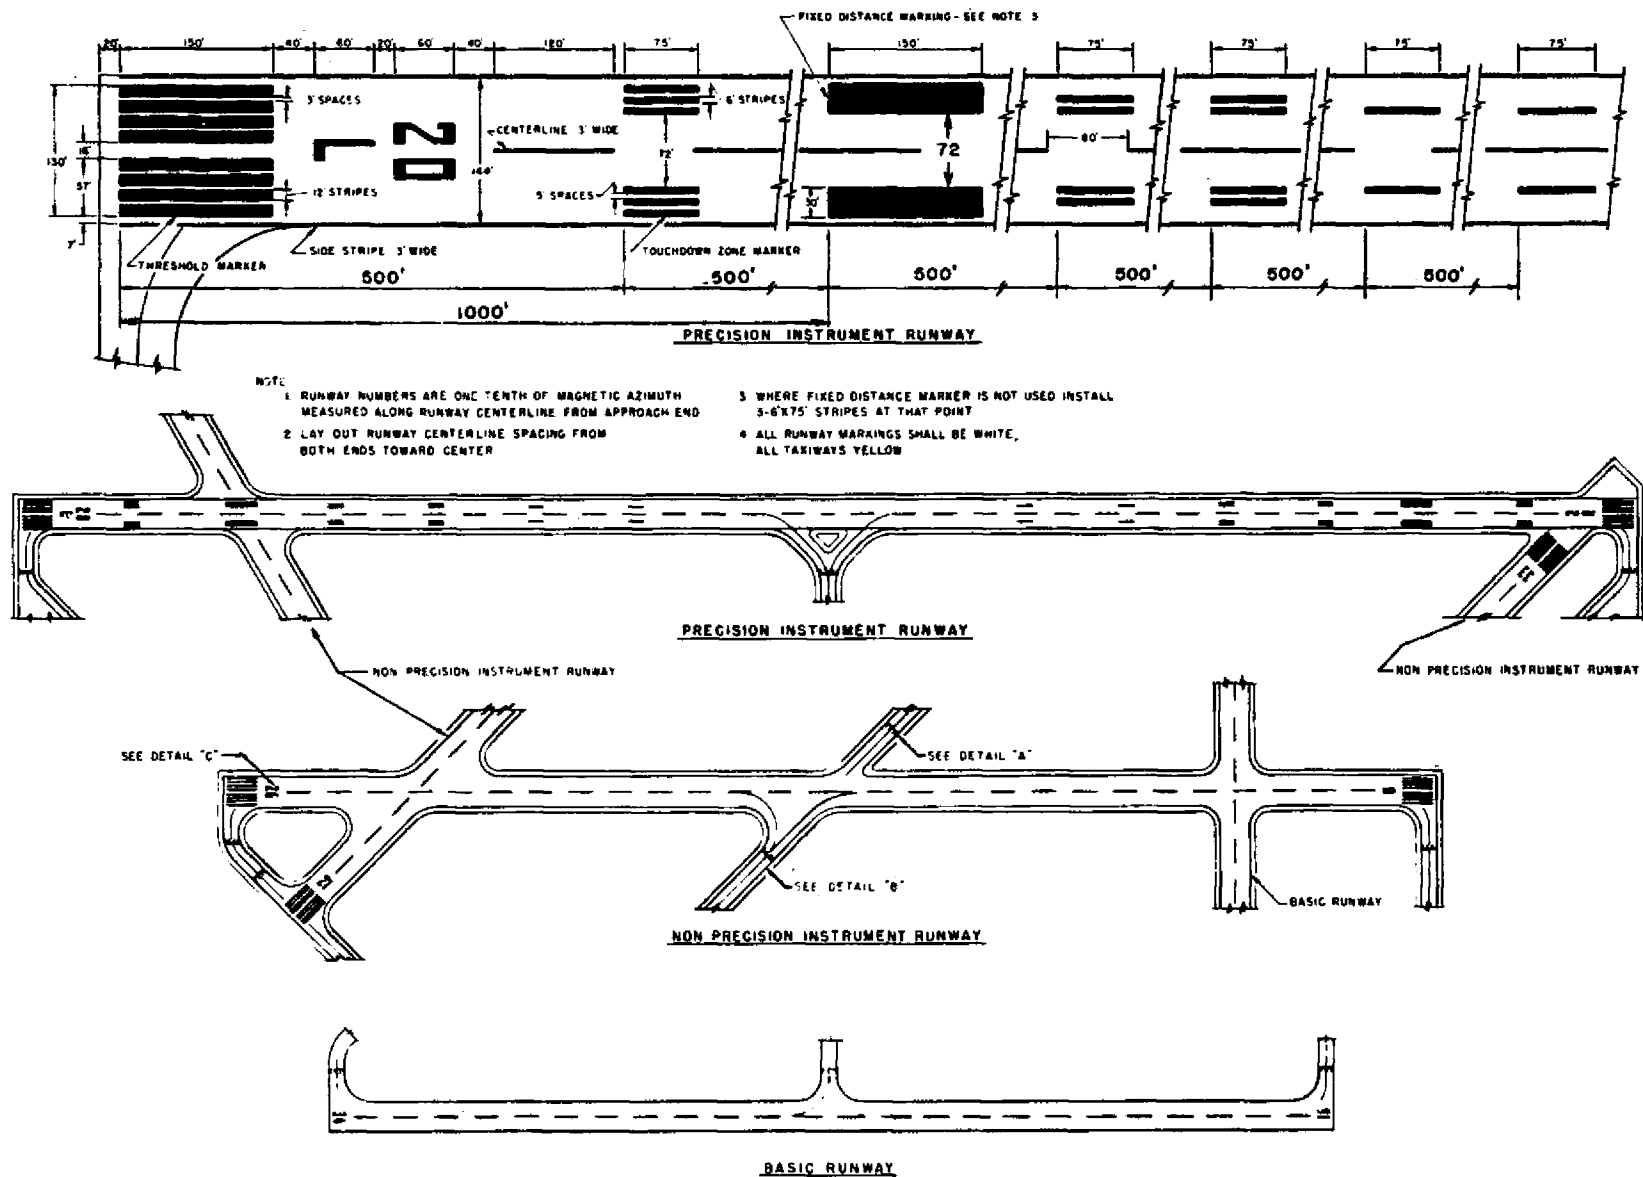 FIXED DISTANCE MARKING - SEE NOTE 3
20' 150' 40' 40' 20' 60' 40' 120' 75' 150' 75' 75' 75' 75'
3' SPACES
6' STRIPES
L
20
CENTERLINE 3' WIDE
80'
130'
72'
72
57'
12' STRIPES
5' SPACES
THRESHOLD MARKER
SIDE STRIPE 3' WIDE
TOUCHDOWN ZONE MARKER
500' 500' 500' 500' 500' 500'
1000'
PRECISION INSTRUMENT RUNWAY
NOTE
1 RUNWAY NUMBERS ARE ONE TENTH OF MAGNETIC AZIMUTH
MEASURED ALONG RUNWAY CENTERLINE FROM APPROACH END
2 LAY OUT RUNWAY CENTERLINE SPACING FROM
BOTH ENDS TOWARD CENTER
3 WHERE FIXED DISTANCE MARKER IS NOT USED INSTALL
3-6'X75' STRIPES AT THAT POINT
4 ALL RUNWAY MARKINGS SHALL BE WHITE,
ALL TAXIWAYS YELLOW
33
PRECISION INSTRUMENT RUNWAY
NON PRECISION INSTRUMENT RUNWAY
NON PRECISION INSTRUMENT RUNWAY
SEE DETAIL "C"
SEE DETAIL "A"
26
SEE DETAIL "B"
BASIC RUNWAY
NON PRECISION INSTRUMENT RUNWAY
BASIC RUNWAY